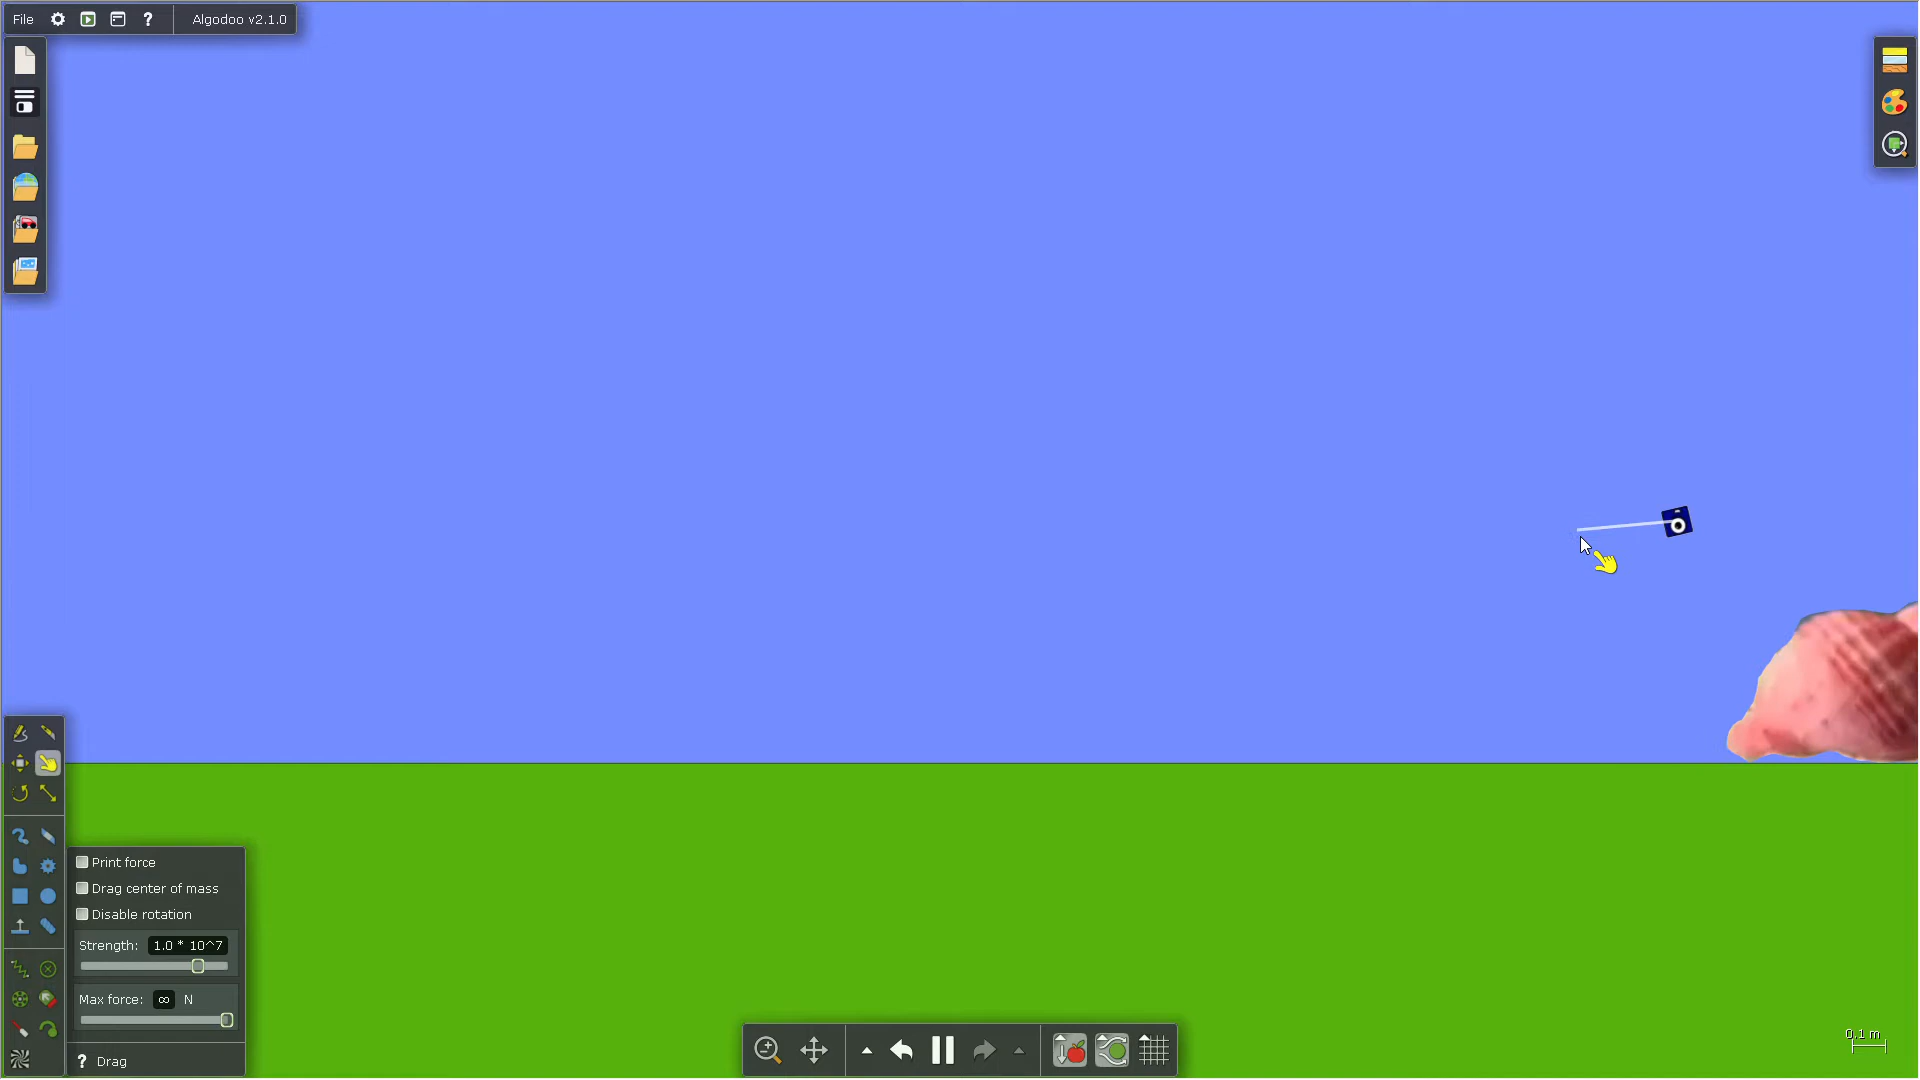 File ? Algodoo v2.1.0
Print force
Drag center of mass
Disable rotation
Strength: 1.0 * 10^7
Max force: ∞ N
? Drag
0.1 m